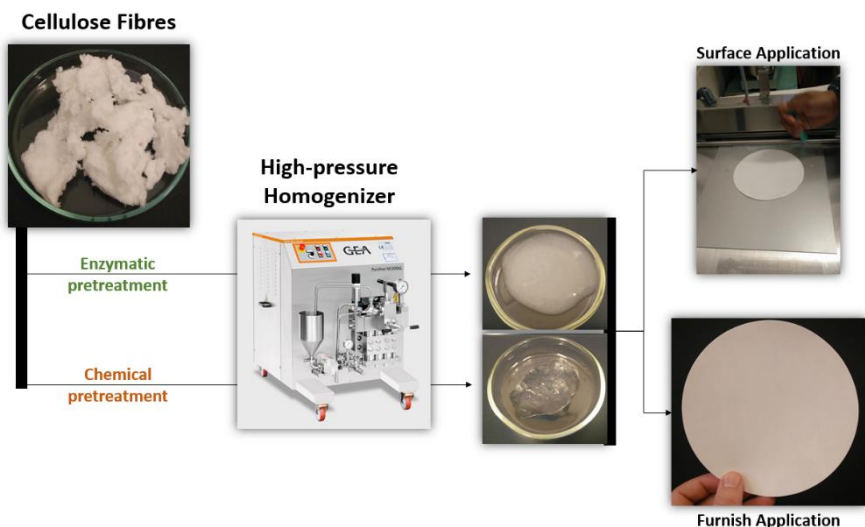 Cellulose Fibres
Surface Application
High-pressure
Homogenizer
GEA
Enzymatic
pretreatment
Chemical
pretreatment
Furnish Application